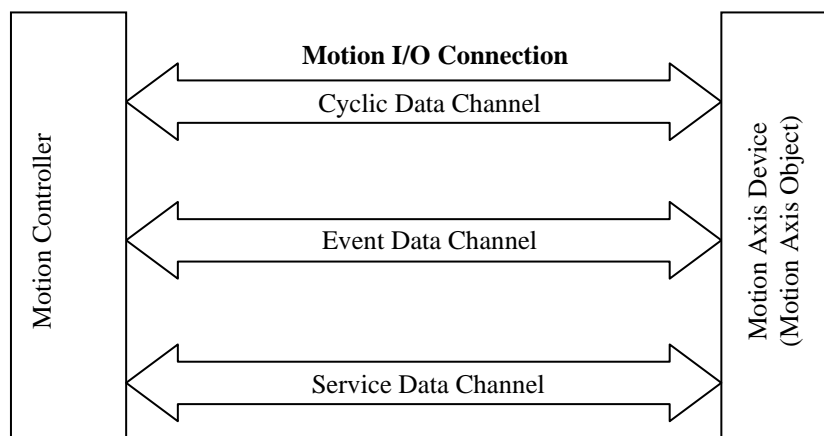 Motion Controller
Motion I/O Connection
Cyclic Data Channel
Event Data Channel
Service Data Channel
Motion Axis Device
(Motion Axis Object)